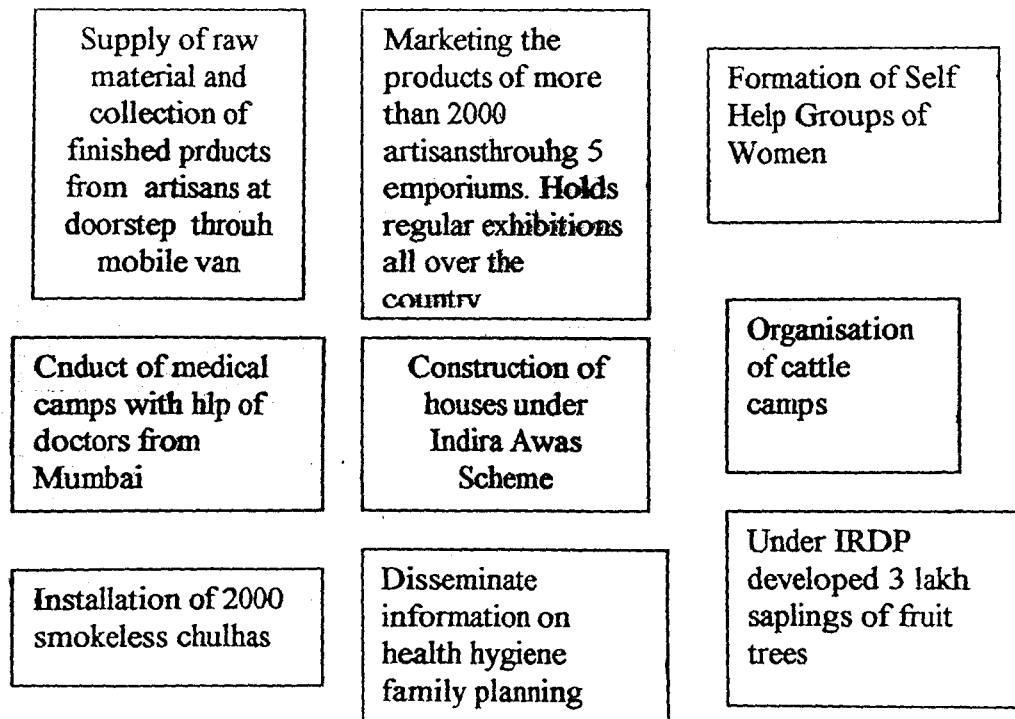 Supply of raw
material and
collection of
finished prducts
from artisans at
doorstep throuh
mobile van
Marketing the
products of more
than 2000
artisansthrouhg 5
emporiums. Holds
regular exhibitions
all over the
country
Formation of Self
Help Groups of
Women
Cnduct of medical
camps with hlp of
doctors from
Mumbai
Construction of
houses under
Indira Awas
Scheme
Organisation
of cattle
camps
Installation of 2000
smokeless chulhas
Disseminate
information on
health hygiene
family planning
Under IRDP
developed 3 lakh
saplings of fruit
trees